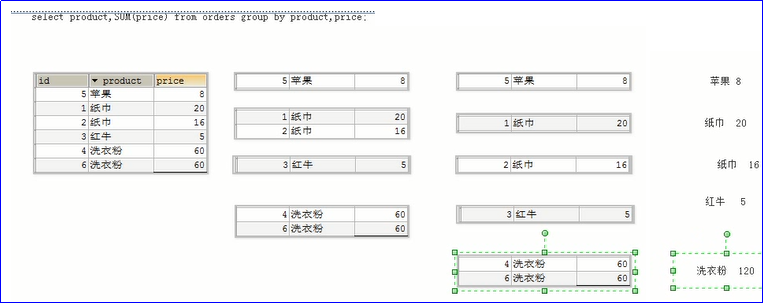 select product,SUM(price) from orders group by product,price;
id product price
5 苹果 8
1 纸巾 20
2 纸巾 16
3 红牛 5
4 洗衣粉 60
6 洗衣粉 60
5 苹果 8
1 纸巾 20
2 纸巾 16
3 红牛 5
4 洗衣粉 60
6 洗衣粉 60
5 苹果 8
1 纸巾 20
2 纸巾 16
3 红牛 5
4 洗衣粉 60
6 洗衣粉 60
苹果 8
纸巾 20
纸巾 16
红牛 5
洗衣粉 120